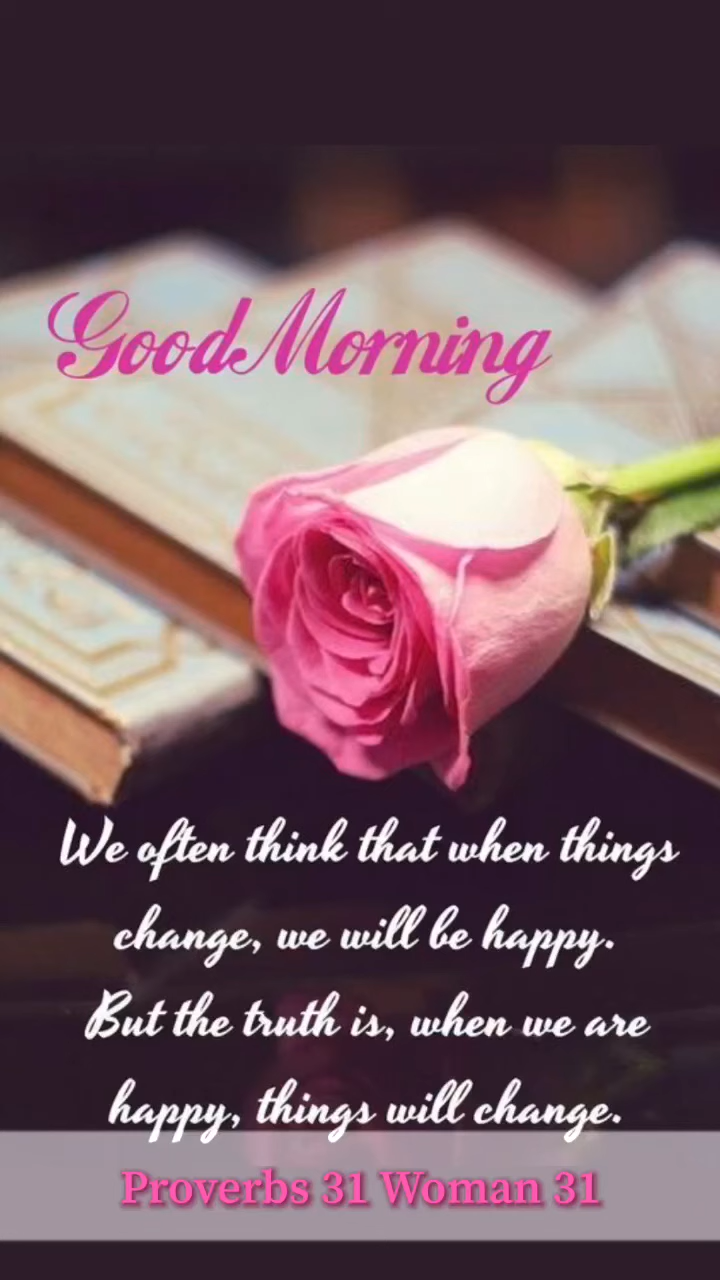 Good Morning
We often think that when things
change, we will be happy.
But the truth is, when we are
happy, things will change.
Proverbs 31 Woman 31